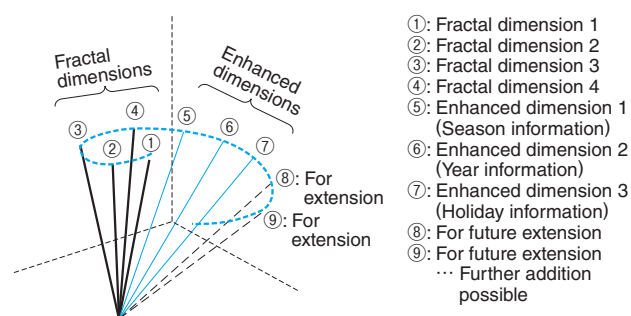 Fractal
dimensions
Enhanced
dimensions
③
②
④
①
⑤
⑥
⑦
⑧: For
extension
⑨: For
extension
①: Fractal dimension 1
②: Fractal dimension 2
③: Fractal dimension 3
④: Fractal dimension 4
⑤: Enhanced dimension 1
(Season information)
⑥: Enhanced dimension 2
(Year information)
⑦: Enhanced dimension 3
(Holiday information)
⑧: For future extension
⑨: For future extension
··· Further addition
possible